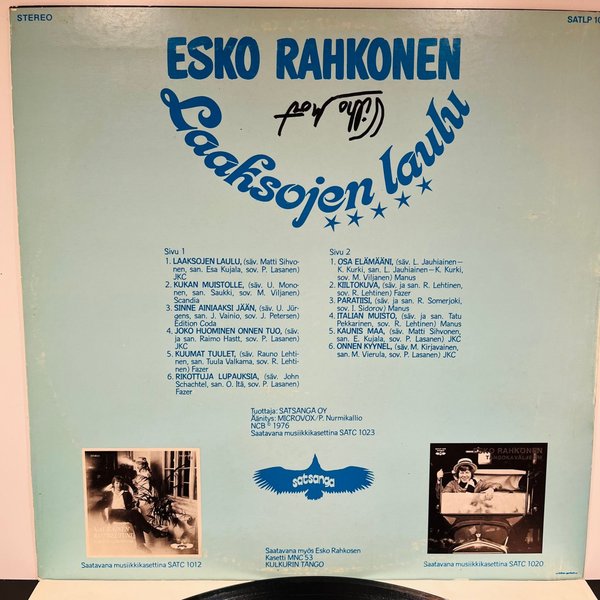 STEREO
SATLP 10
ESKO RAHKONEN
Laaksojen laulu
Sivu 1
1. LAAKSOJEN LAULU, (säv. Matti Sihvo-
nen, san. Esa Kujala, sov. P. Lasanen)
JKC
2. KUKAN MUISTOLLE, (säv. U. Mono-
nen, san. Saukki, sov. M. Viljanen)
Scandia
3. SINNE AINIAAKSI JÄÄN, (säv. U. Jür-
gens, san. J. Vainio, sov. J. Petersen)
Edition Coda
4. JOKO HUOMINEN ONNEN TUO, (säv.
ja san. Raimo Hastt, sov. P. Lasanen)
JKC
5. KUUMAT TUULET, (säv. Rauno Lehti-
nen, san. Tuula Valkama, sov. R. Lehti-
nen) Fazer
6. RIKOTTUJA LUPAUKSIA, (säv. John
Schachtel, san. O. Itä, sov. P. Lasanen)
Fazer
Sivu 2
1. OSA ELÄMÄÄNI, (säv. L. Jauhiainen–
K. Kurki, san. L. Jauhiainen–K. Kurki,
sov. M. Viljanen) Manus
2. KIILTOKUVA, (säv. ja san. R. Lehtinen,
sov. R. Lehtinen) Fazer
3. PARATIISI, (säv. ja san. R. Somerjoki,
sov. I. Sidorov) Manus
4. ITALIAN MUISTO, (säv. ja san. Tatu
Pekkarinen, sov. R. Lehtinen) Manus
5. KAUNIS MAA, (säv. Matti Sihvonen,
san. E. Kujala, sov. P. Lasanen) JKC
6. ONNEN KYYNEL, (säv. M. Kirjavainen,
san. M. Vierula, sov. P. Lasanen) JKC
Tuottaja: SATSANGA OY
Äänitys: MICROVOX/P. Nurmikallio
NCB © 1976
Saatavana musiikkikasettina SATC 1023
satsanga
Saatavana musiikkikasettina SATC 1012
Saatavana myös Esko Rahkosen
Kasetti MNC 53
KULKURIN TANGO
RAHKONEN
Saatavana musiikkikasettina SATC 1020